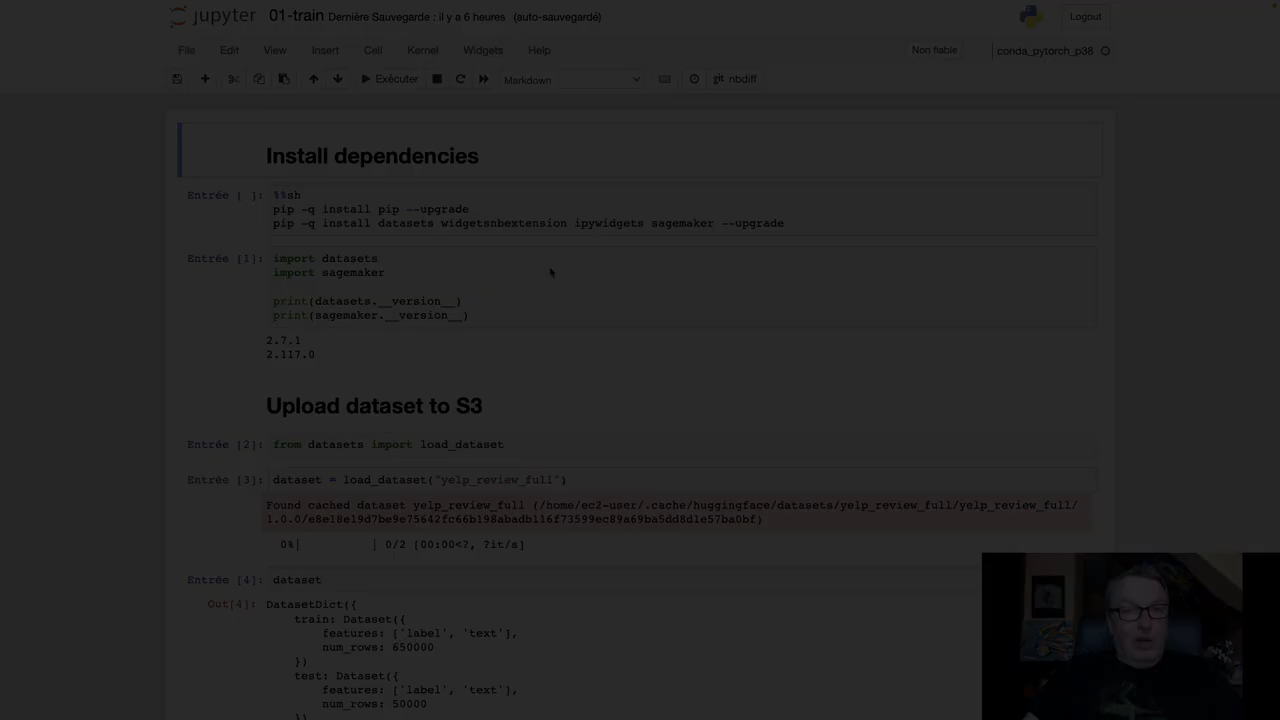 jupyter 01-train Dernière Sauvegarde : il y a 6 heures (auto-sauvegardé) Logout
File Edit View Insert Cell Kernel Widgets Help Non fiable conda_pytorch_p38
Exécuter Markdown git nbdiff
Install dependencies
Entrée [ ]: %%sh
pip -q install pip --upgrade
pip -q install datasets widgetsnbextension ipywidgets sagemaker --upgrade
Entrée [1]: import datasets
import sagemaker
print(datasets.__version__)
print(sagemaker.__version__)
2.7.1
2.117.0
Upload dataset to S3
Entrée [2]: from datasets import load_dataset
Entrée [3]: dataset = load_dataset("yelp_review_full")
Found cached dataset yelp_review_full (/home/ec2-user/.cache/huggingface/datasets/yelp_review_full/yelp_review_full/
1.0.0/e8e18e19d7be9e75642fc66b198abadb116f73599ec89a69ba5dd8d1e57ba0bf)
0%| | 0/2 [00:00<?, ?it/s]
Entrée [4]: dataset
Out[4]: DatasetDict({
train: Dataset({
features: ['label', 'text'],
num_rows: 650000
})
test: Dataset({
features: ['label', 'text'],
num_rows: 50000
})